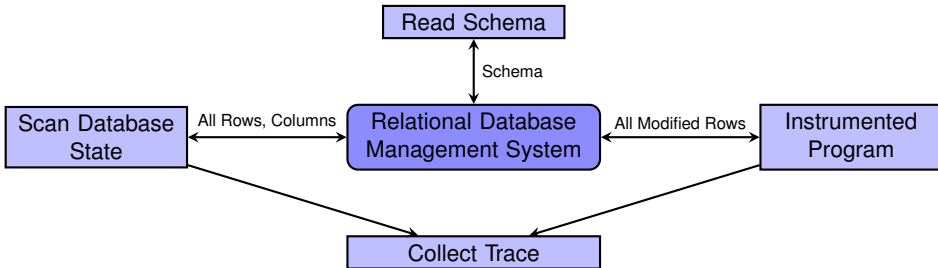 Read Schema
Schema
Scan Database
State
All Rows, Columns
Relational Database
Management System
All Modified Rows
Instrumented
Program
Collect Trace